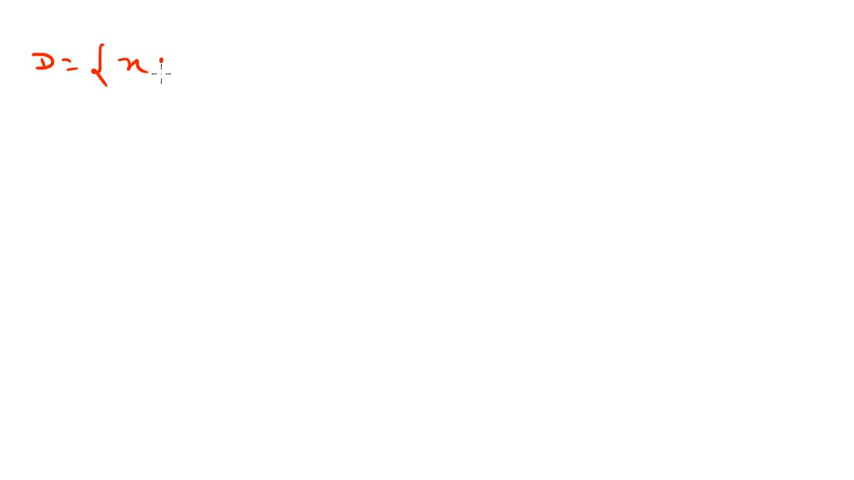 D = { x :